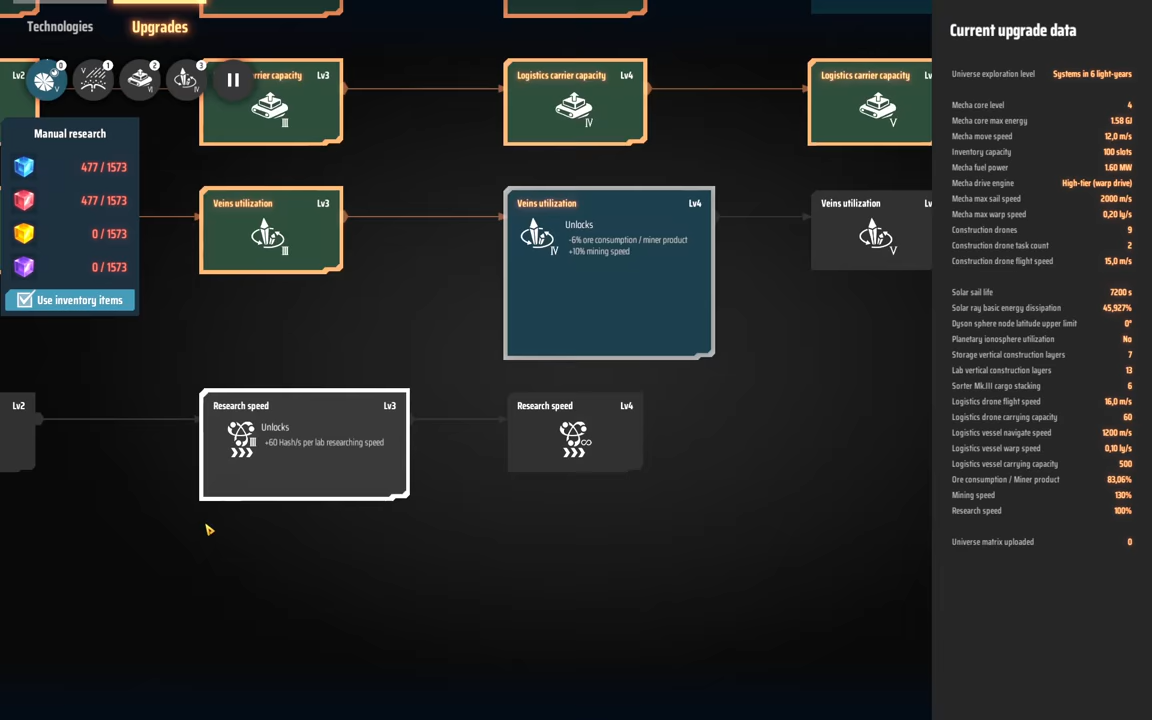 Technologies
Upgrades
Current upgrade data
Lv2
0
1
2
3
V
V
VI
IV
rrier capacity
Lv3
III
Logistics carrier capacity
Lv4
IV
Logistics carrier capacity
V
Manual research
477 / 1573
477 / 1573
0 / 1573
0 / 1573
Use inventory items
Veins utilization
Lv3
III
Veins utilization
Lv4
Unlocks
-6% ore consumption / miner product
+10% mining speed
IV
Veins utilization
V
Lv2
Research speed
Lv3
Unlocks
+60 Hash/s per lab researching speed
III
Research speed
Lv4
∞
Universe exploration level Systems in 6 light-years
Mecha core level 4
Mecha core max energy 1.58 GJ
Mecha move speed 12,0 m/s
Inventory capacity 100 slots
Mecha fuel power 1.60 MW
Mecha drive engine High-tier (warp drive)
Mecha max sail speed 2000 m/s
Mecha max warp speed 0,20 ly/s
Construction drones 9
Construction drone task count 2
Construction drone flight speed 15,0 m/s
Solar sail life 7200 s
Solar ray basic energy dissipation 45,927%
Dyson sphere node latitude upper limit 0°
Planetary ionosphere utilization No
Storage vertical construction layers 7
Lab vertical construction layers 13
Sorter Mk.III cargo stacking 6
Logistics drone flight speed 16,0 m/s
Logistics drone carrying capacity 60
Logistics vessel navigate speed 1200 m/s
Logistics vessel warp speed 0,10 ly/s
Logistics vessel carrying capacity 500
Ore consumption / Miner product 83,06%
Mining speed 130%
Research speed 100%
Universe matrix uploaded 0